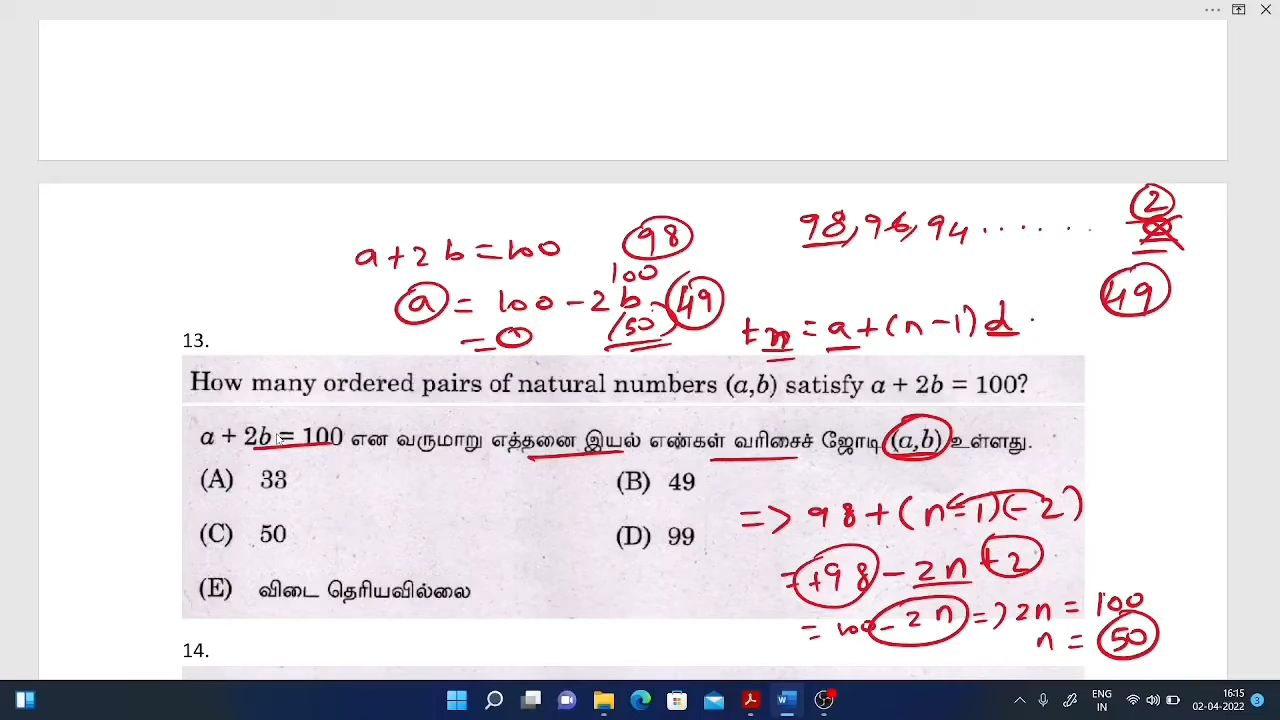 98, 96, 94 ...... 2
a + 2b = 100 98
100
a = 100 - 2b 49 49
= 0 (50) tn = a + (n-1)d.
13.
How many ordered pairs of natural numbers (a,b) satisfy a + 2b = 100?
a + 2b = 100 என வருமாறு எத்தனை இயல் எண்கள் வரிசைச் ஜோடி (a,b) உள்ளது.
(A) 33
(B) 49
=> 98 + (n-1)(-2)
(C) 50
(D) 99
= +98 - 2n + 2
(E) விடை தெரியவில்லை
= 100 - 2n => 2n = 100
n = 50
14.
ENG
IN
16:15
02-04-2022
3